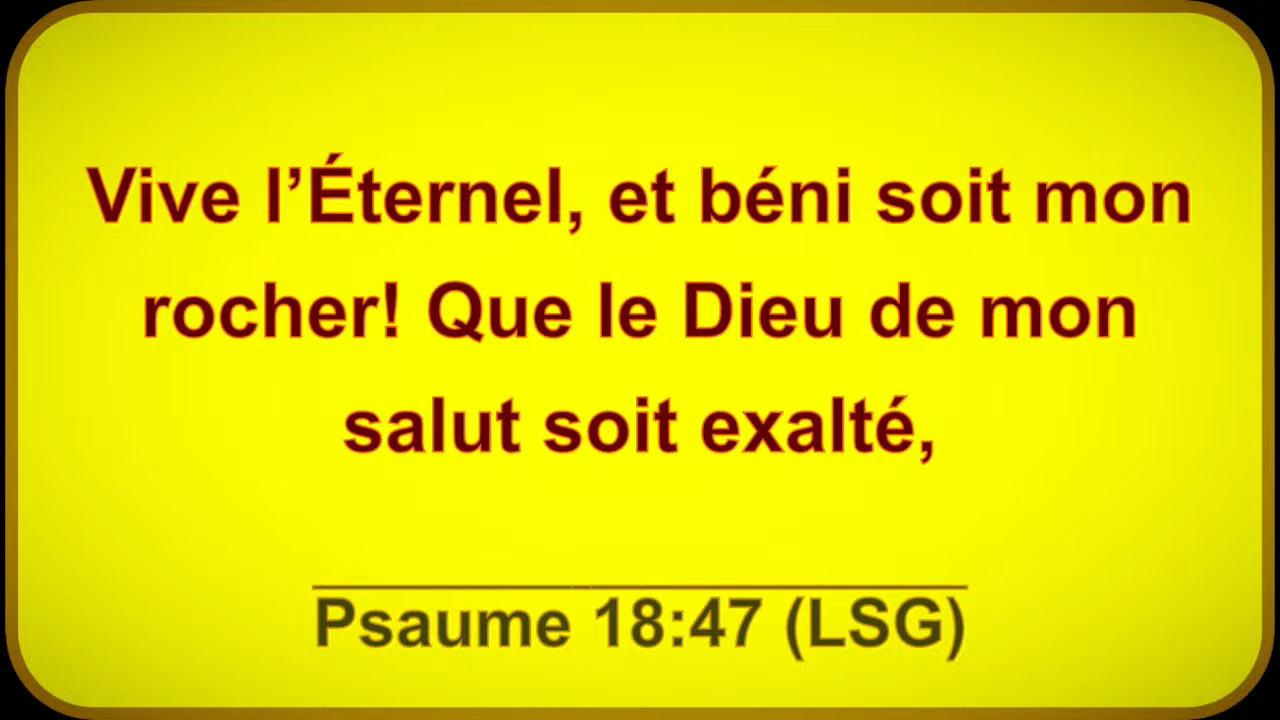 Vive l’Éternel, et béni soit mon
rocher! Que le Dieu de mon
salut soit exalté,
Psaume 18:47 (LSG)